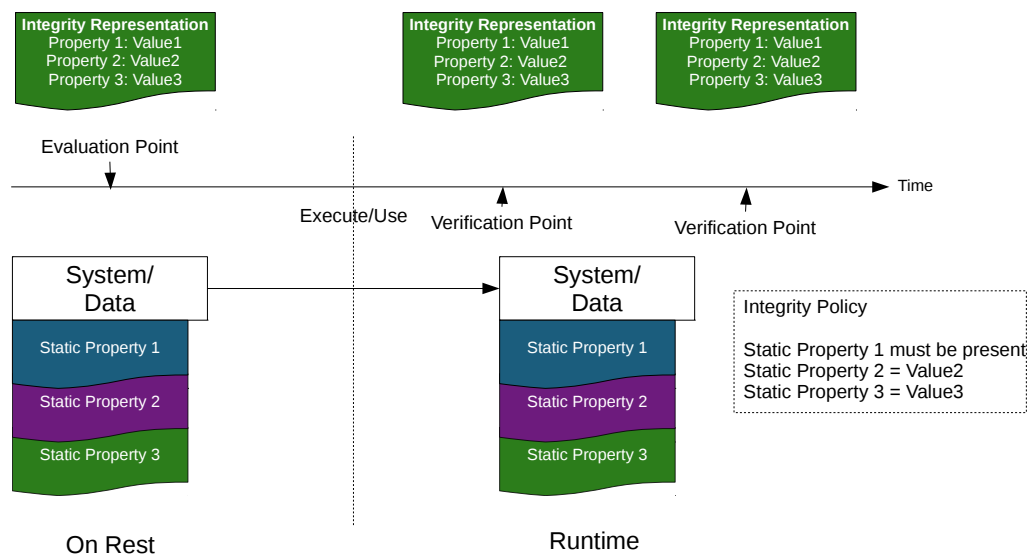 Integrity Representation
Property 1: Value1
Property 2: Value2
Property 3: Value3
Integrity Representation
Property 1: Value1
Property 2: Value2
Property 3: Value3
Integrity Representation
Property 1: Value1
Property 2: Value2
Property 3: Value3
Evaluation Point
Time
Execute/Use
Verification Point
Verification Point
System/
Data
Static Property 1
Static Property 2
Static Property 3
On Rest
System/
Data
Static Property 1
Static Property 2
Static Property 3
Runtime
Integrity Policy
Static Property 1 must be present
Static Property 2 = Value2
Static Property 3 = Value3